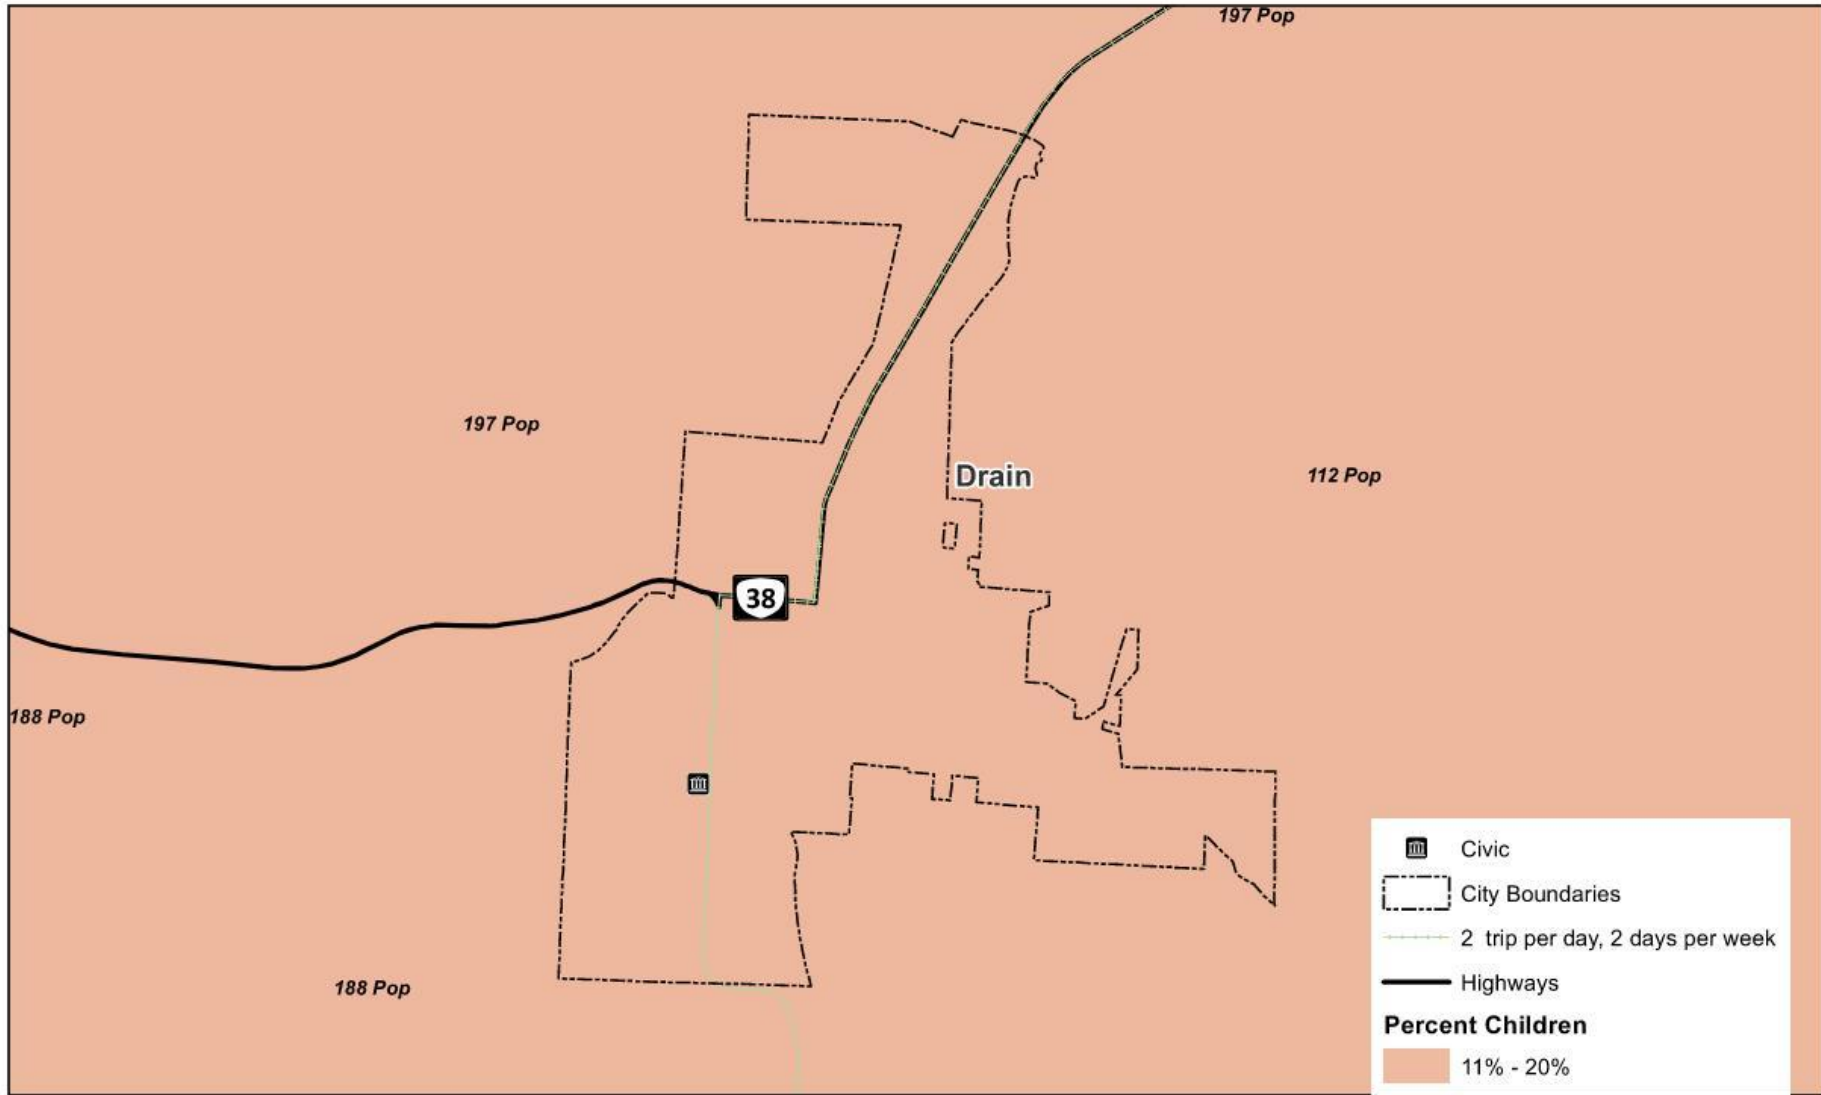 197 Pop
197 Pop
Drain
112 Pop
38
188 Pop
188 Pop
Civic
City Boundaries
2 trip per day, 2 days per week
Highways
Percent Children
11% - 20%